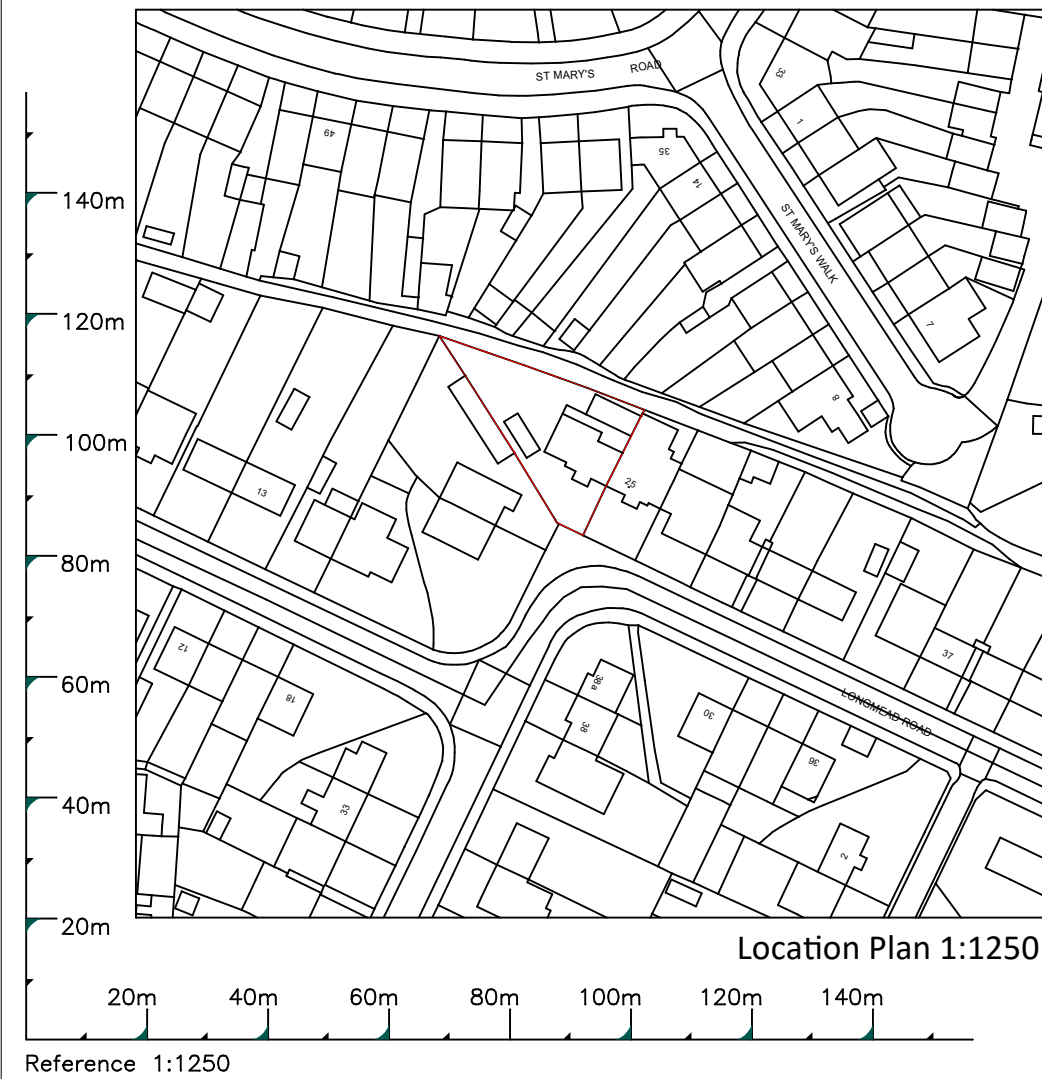 ST MARY'S ROAD
33
1
49
35
14
ST MARY'S WALK
7
8
140m
120m
100m
80m
60m
40m
20m
13
25
37
12
18
38a
38
30
36
LONGMEAD ROAD
33
2
Location Plan 1:1250
20m 40m 60m 80m 100m 120m 140m
Reference 1:1250